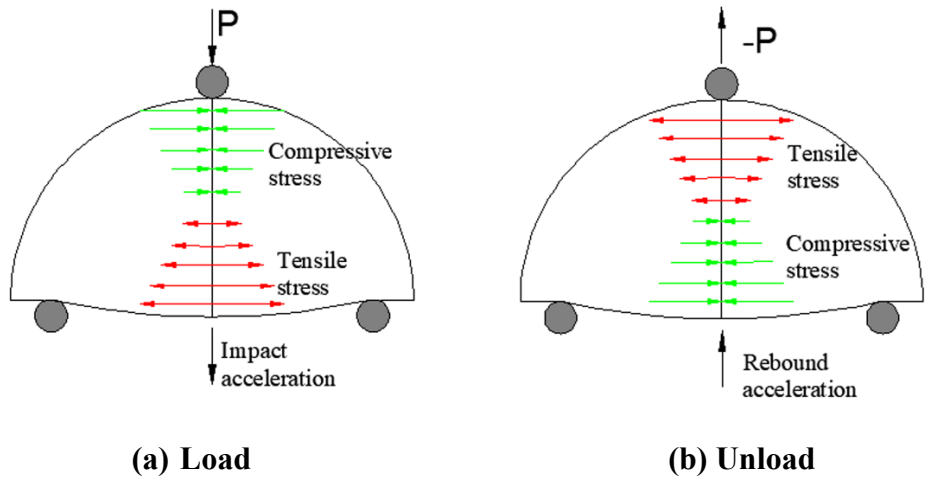 P
Compressive
stress
Tensile
stress
Impact
acceleration
(a) Load
-P
Tensile
stress
Compressive
stress
Rebound
acceleration
(b) Unload